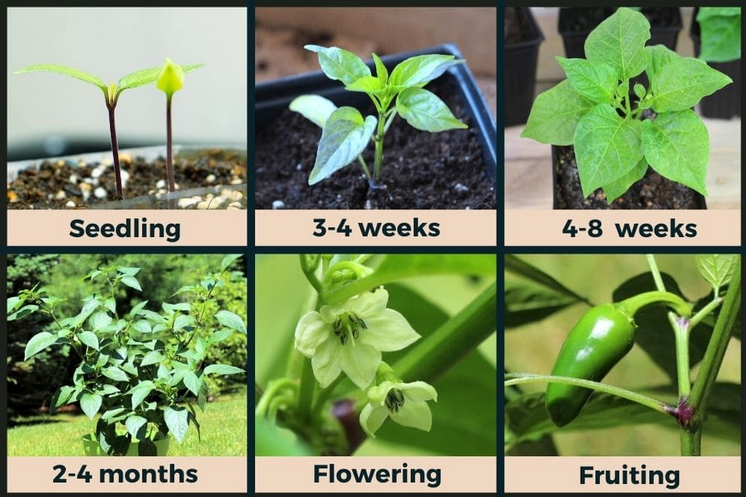 Seedling
3-4 weeks
4-8 weeks
2-4 months
Flowering
Fruiting